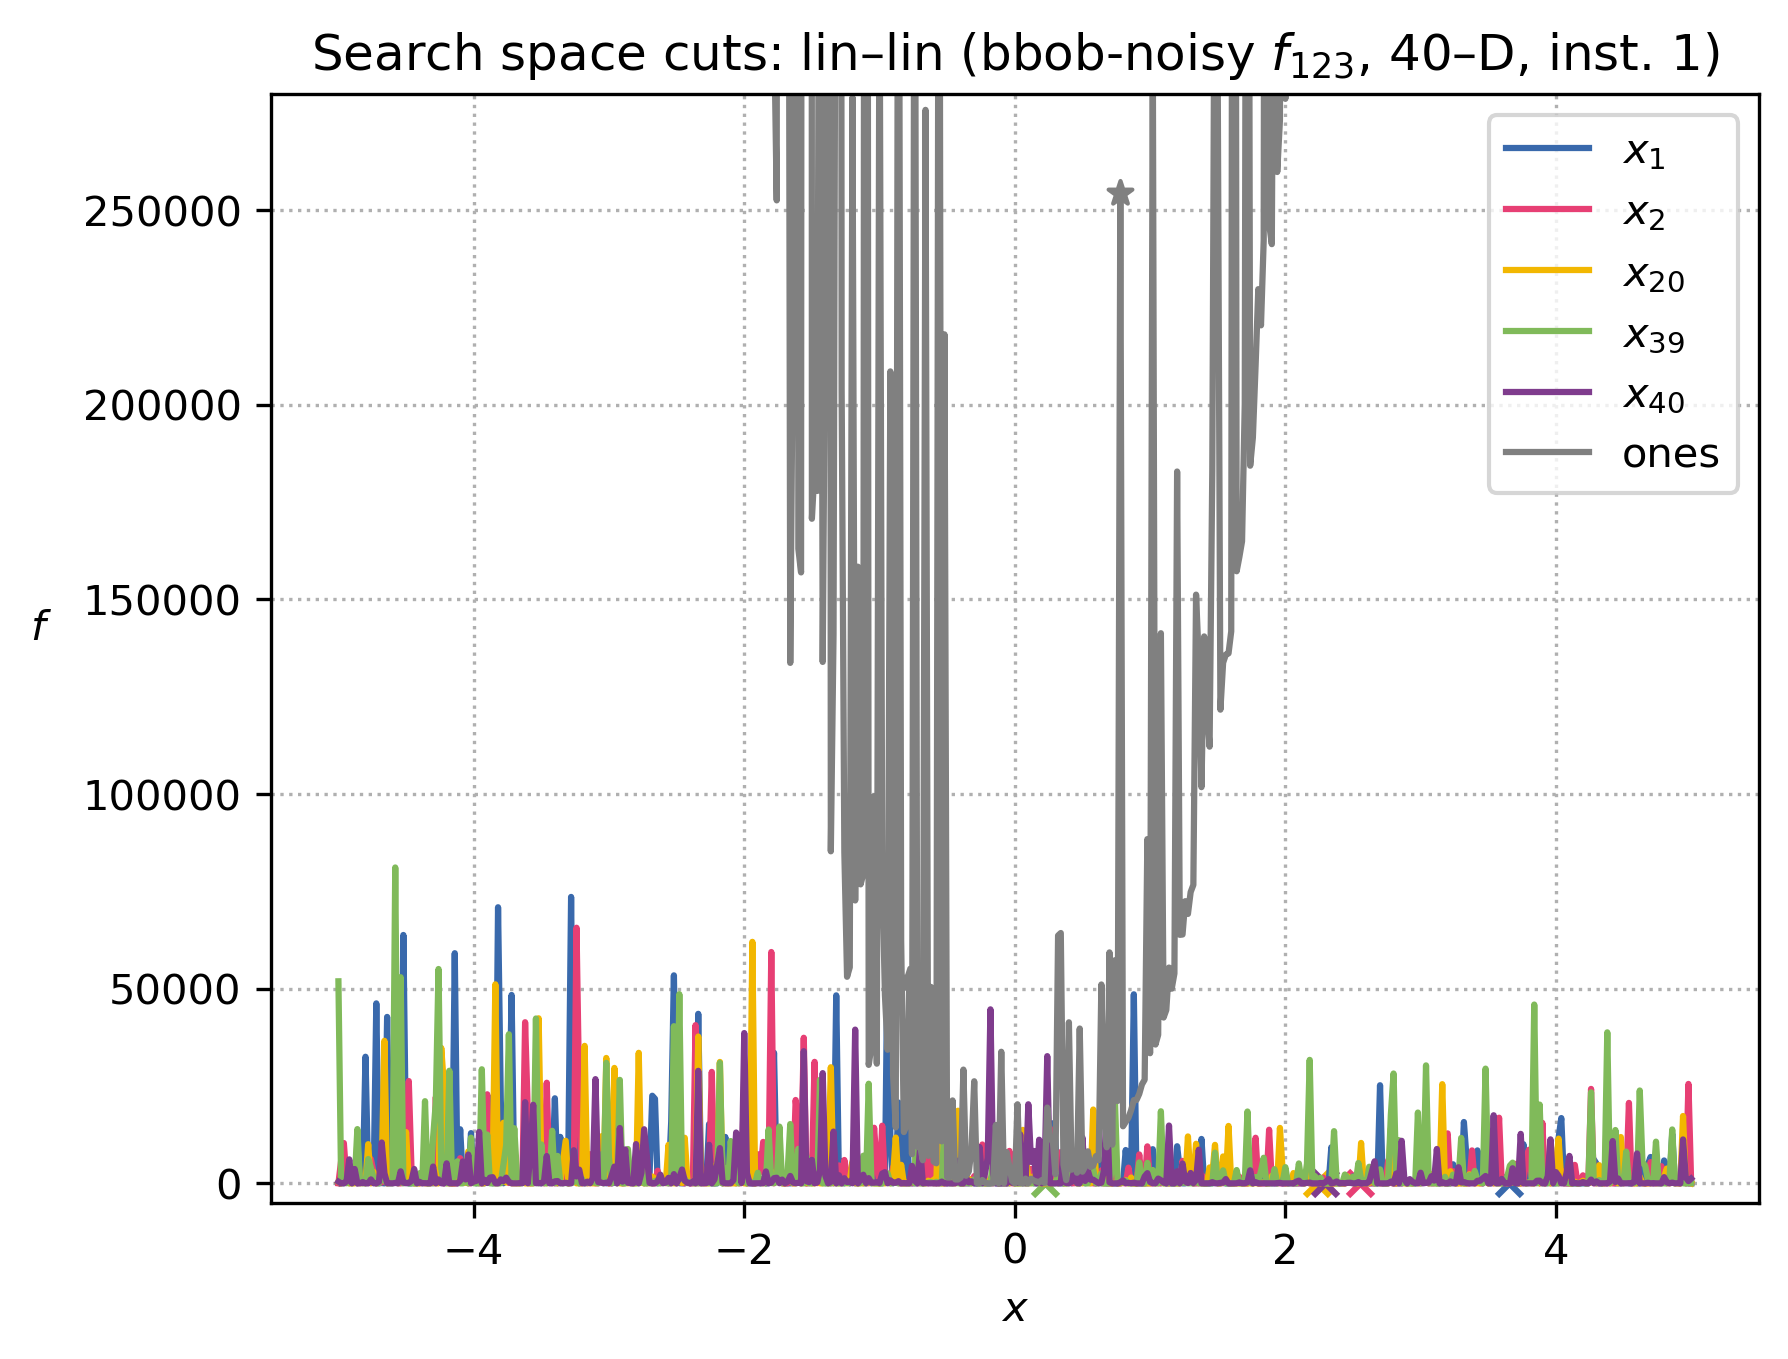 Search space cuts: lin–lin (bbob-noisy f₁₂₃, 40–D, inst. 1)
x₁
x₂
x₂₀
x₃₉
x₄₀
ones
250000
200000
150000
100000
50000
0
f
−4 −2 0 2 4
x